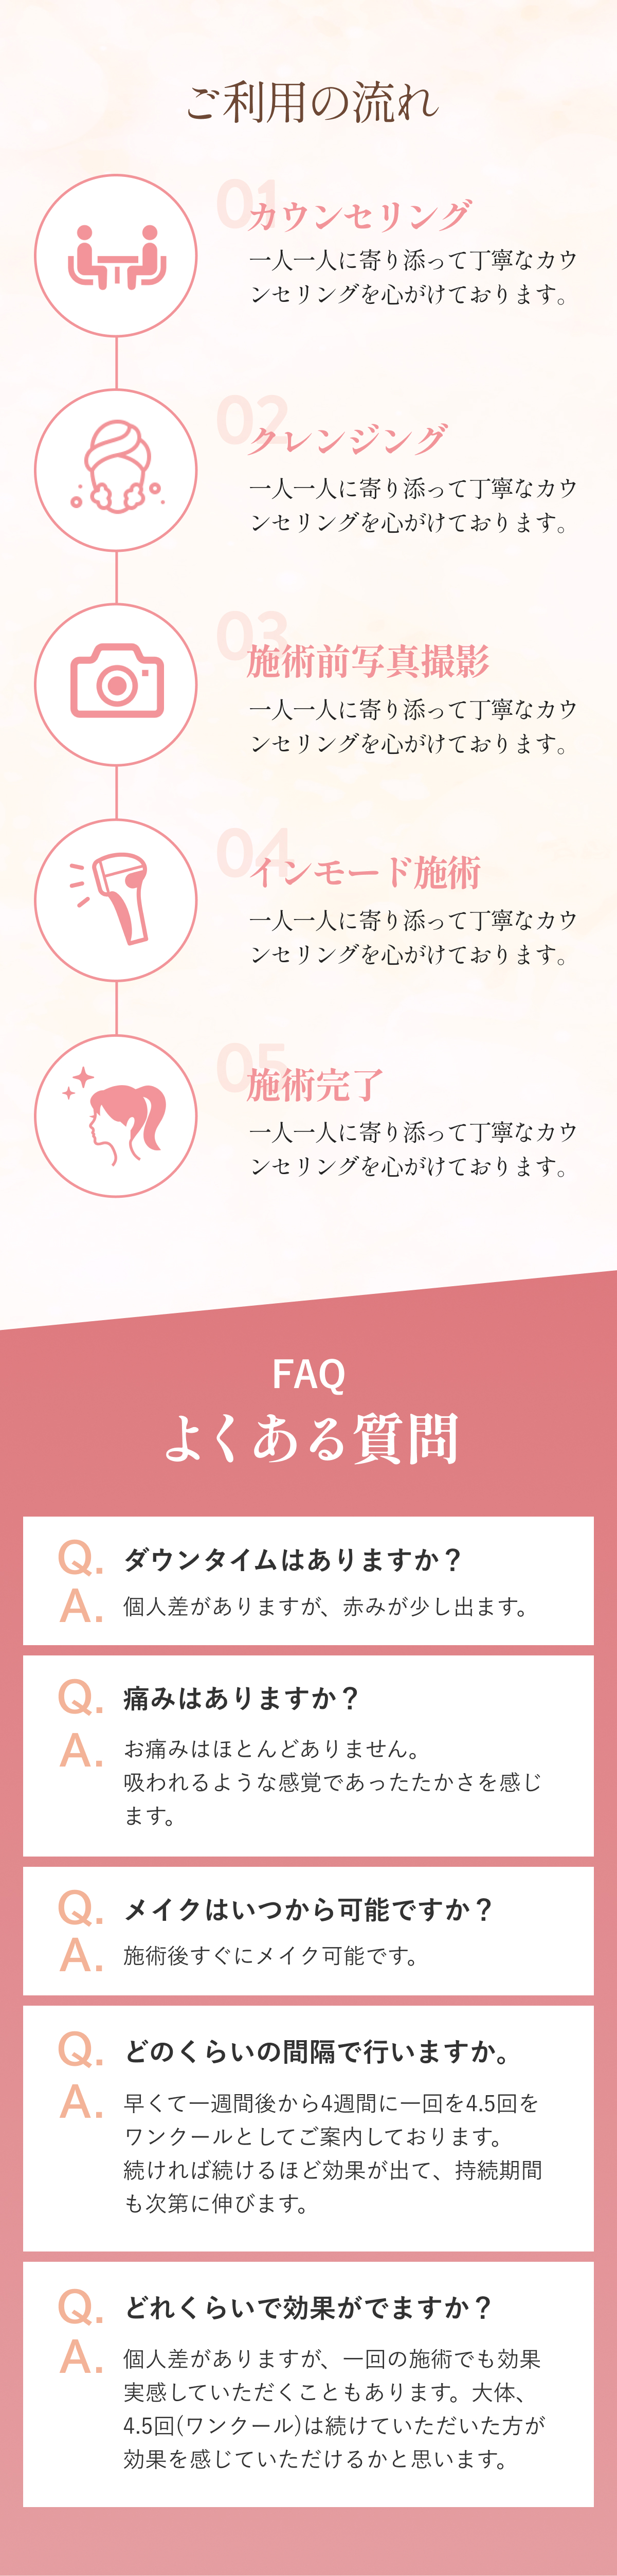 ご利用の流れ
01
カウンセリング
一人一人に寄り添って丁寧なカウ
ンセリングを心がけております。
02
クレンジング
一人一人に寄り添って丁寧なカウ
ンセリングを心がけております。
03
施術前写真撮影
一人一人に寄り添って丁寧なカウ
ンセリングを心がけております。
04
インモード施術
一人一人に寄り添って丁寧なカウ
ンセリングを心がけております。
05
施術完了
一人一人に寄り添って丁寧なカウ
ンセリングを心がけております。
FAQ
よくある質問
Q. ダウンタイムはありますか？
A. 個人差がありますが、赤みが少し出ます。
Q. 痛みはありますか？
A. お痛みはほとんどありません。
吸われるような感覚であったたかさを感じ
ます。
Q. メイクはいつから可能ですか？
A. 施術後すぐにメイク可能です。
Q. どのくらいの間隔で行いますか。
A. 早くて一週間後から4週間に一回を4.5回を
ワンクールとしてご案内しております。
続ければ続けるほど効果が出て、持続期間
も次第に伸びます。
Q. どれくらいで効果がでますか？
A. 個人差がありますが、一回の施術でも効果
実感していただくこともあります。大体、
4.5回(ワンクール)は続けていただいた方が
効果を感じていただけるかと思います。